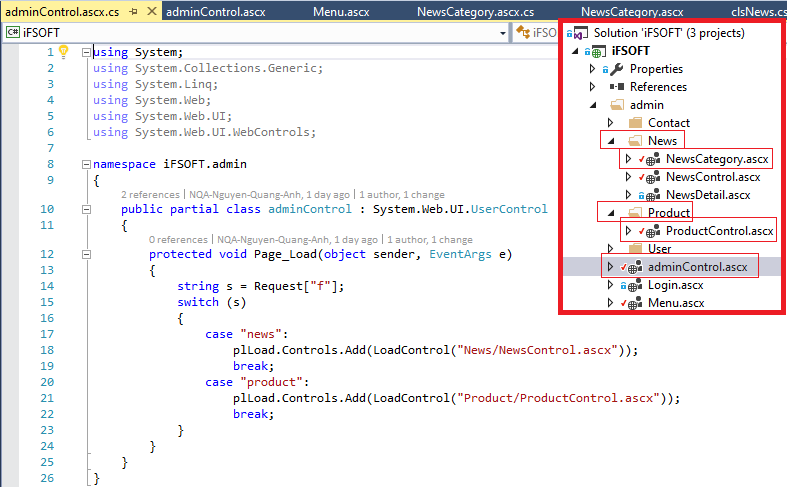 adminControl.ascx.cs
adminControl.ascx
Menu.ascx
NewsCategory.ascx.cs
NewsCategory.ascx
clsNews.cs
C# iFSOFT
iFSO
1 using System;
2 using System.Collections.Generic;
3 using System.Linq;
4 using System.Web;
5 using System.Web.UI;
6 using System.Web.UI.WebControls;
7
8 namespace iFSOFT.admin
9 {
2 references | NQA-Nguyen-Quang-Anh, 1 day ago | 1 author, 1 change
10 public partial class adminControl : System.Web.UI.UserControl
11 {
0 references | NQA-Nguyen-Quang-Anh, 1 day ago | 1 author, 1 change
12 protected void Page_Load(object sender, EventArgs e)
13 {
14 string s = Request["f"];
15 switch (s)
16 {
17 case "news":
18 plLoad.Controls.Add(LoadControl("News/NewsControl.ascx"));
19 break;
20 case "product":
21 plLoad.Controls.Add(LoadControl("Product/ProductControl.ascx"));
22 break;
23 }
24 }
25 }
26 }
Solution 'iFSOFT' (3 projects)
iFSOFT
Properties
References
admin
Contact
News
NewsCategory.ascx
NewsControl.ascx
NewsDetail.ascx
Product
ProductControl.ascx
User
adminControl.ascx
Login.ascx
Menu.ascx